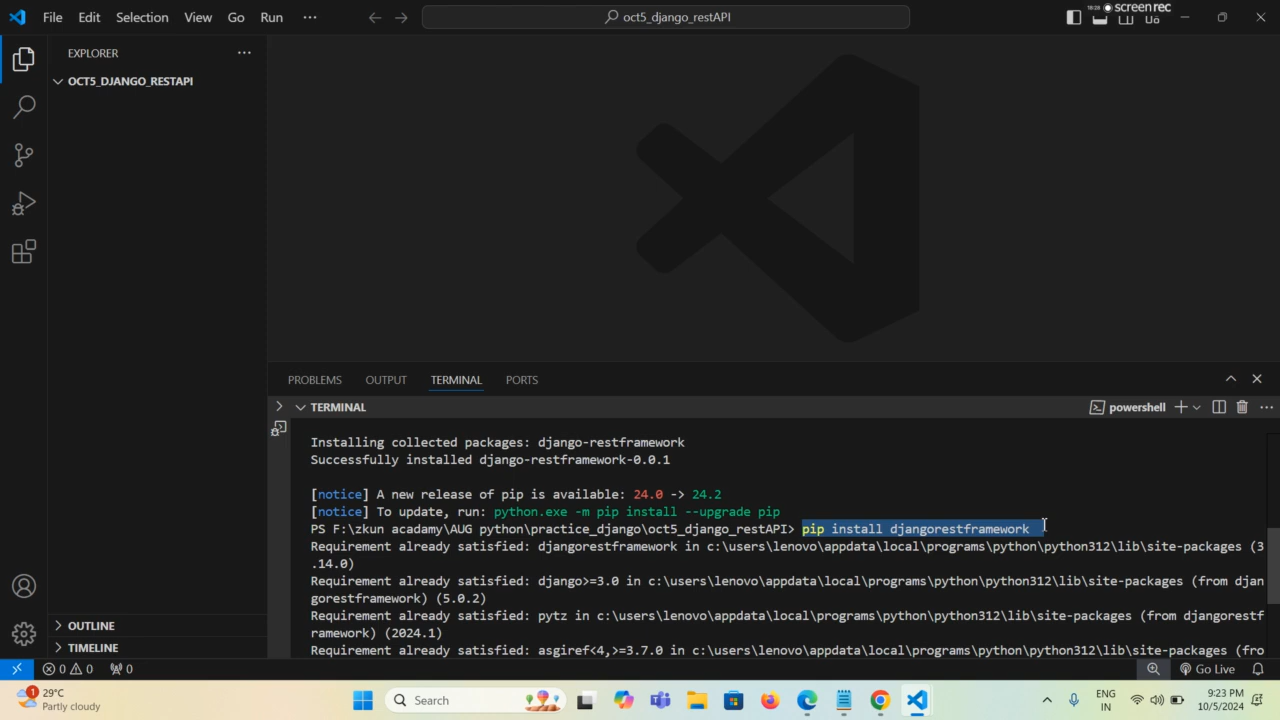 File Edit Selection View Go Run ··· oct5_django_restAPI 18:28 screenrec
EXPLORER ···
OCT5_DJANGO_RESTAPI
PROBLEMS OUTPUT TERMINAL PORTS
TERMINAL powershell
Installing collected packages: django-restframework
Successfully installed django-restframework-0.0.1
[notice] A new release of pip is available: 24.0 -> 24.2
[notice] To update, run: python.exe -m pip install --upgrade pip
PS F:\zkun acadamy\AUG python\practice_django\oct5_django_restAPI> pip install djangorestframework
Requirement already satisfied: djangorestframework in c:\users\lenovo\appdata\local\programs\python\python312\lib\site-packages (3
.14.0)
Requirement already satisfied: django>=3.0 in c:\users\lenovo\appdata\local\programs\python\python312\lib\site-packages (from djan
gorestframework) (5.0.2)
Requirement already satisfied: pytz in c:\users\lenovo\appdata\local\programs\python\python312\lib\site-packages (from djangorestf
ramework) (2024.1)
Requirement already satisfied: asgiref<4,>=3.7.0 in c:\users\lenovo\appdata\local\programs\python\python312\lib\site-packages (fro
OUTLINE
TIMELINE
0 0 0 Go Live
1 29°C
Partly cloudy
Search
ENG
IN
9:23 PM
10/5/2024